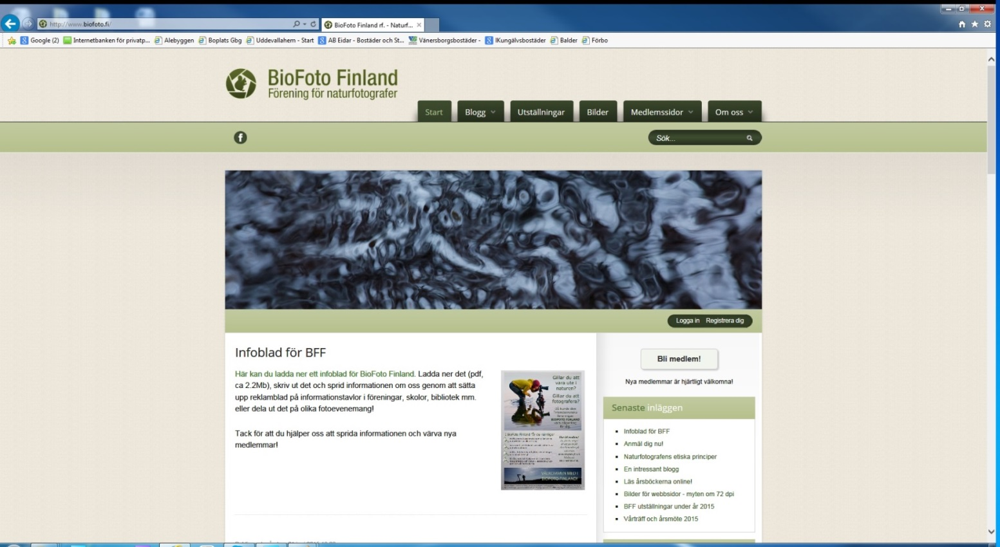 http://www.biofoto.fi/
BioFoto Finland rf. - Naturf...
Google (2) Internetbanken för privatp... Alebyggen Boplats Gbg Uddevallahem - Start AB Eidar - Bostäder och St... Vänersborgsbostäder - IKungälvsbostäder Balder Förbo
BioFoto Finland
Förening för naturfotografer
Start Blogg Utställningar Bilder Medlemssidor Om oss
Sök...
Logga in Registrera dig
Infoblad för BFF
Här kan du ladda ner ett infoblad för BioFoto Finland. Ladda ner det (pdf,
ca 2.2Mb), skriv ut det och sprid informationen om oss genom att sätta
upp reklamblad på informationstavlor i föreningar, skolor, bibliotek mm.
eller dela ut det på olika fotoevenemang!
Tack för att du hjälper oss att sprida informationen och värva nya
medlemmar!
Gillar du att
vara ute i
naturen?
Gillar du att
fotografera?
VÄLKOMMEN MED I
BIOFOTO FINLAND!
Bli medlem!
Nya medlemmar är hjärtligt välkomna!
Senaste inläggen
Infoblad för BFF
Anmäl dig nu!
Naturfotografens etiska principer
En intressant blogg
Läs årsböckerna online!
Bilder för webbsidor - myten om 72 dpi
BFF utställningar under år 2015
Vårträff och årsmöte 2015